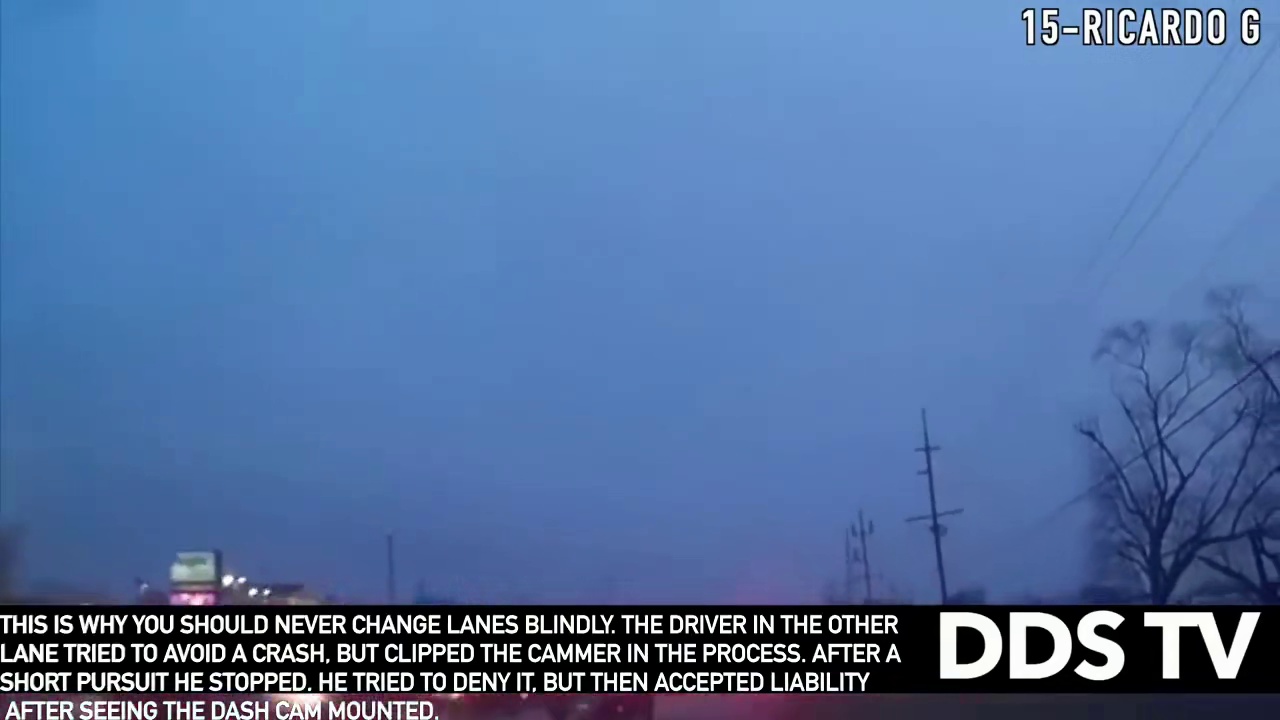 15-RICARDO G
THIS IS WHY YOU SHOULD NEVER CHANGE LANES BLINDLY. THE DRIVER IN THE OTHER
LANE TRIED TO AVOID A CRASH, BUT CLIPPED THE CAMMER IN THE PROCESS. AFTER A
SHORT PURSUIT HE STOPPED. HE TRIED TO DENY IT, BUT THEN ACCEPTED LIABILITY
AFTER SEEING THE DASH CAM MOUNTED.
DDS TV